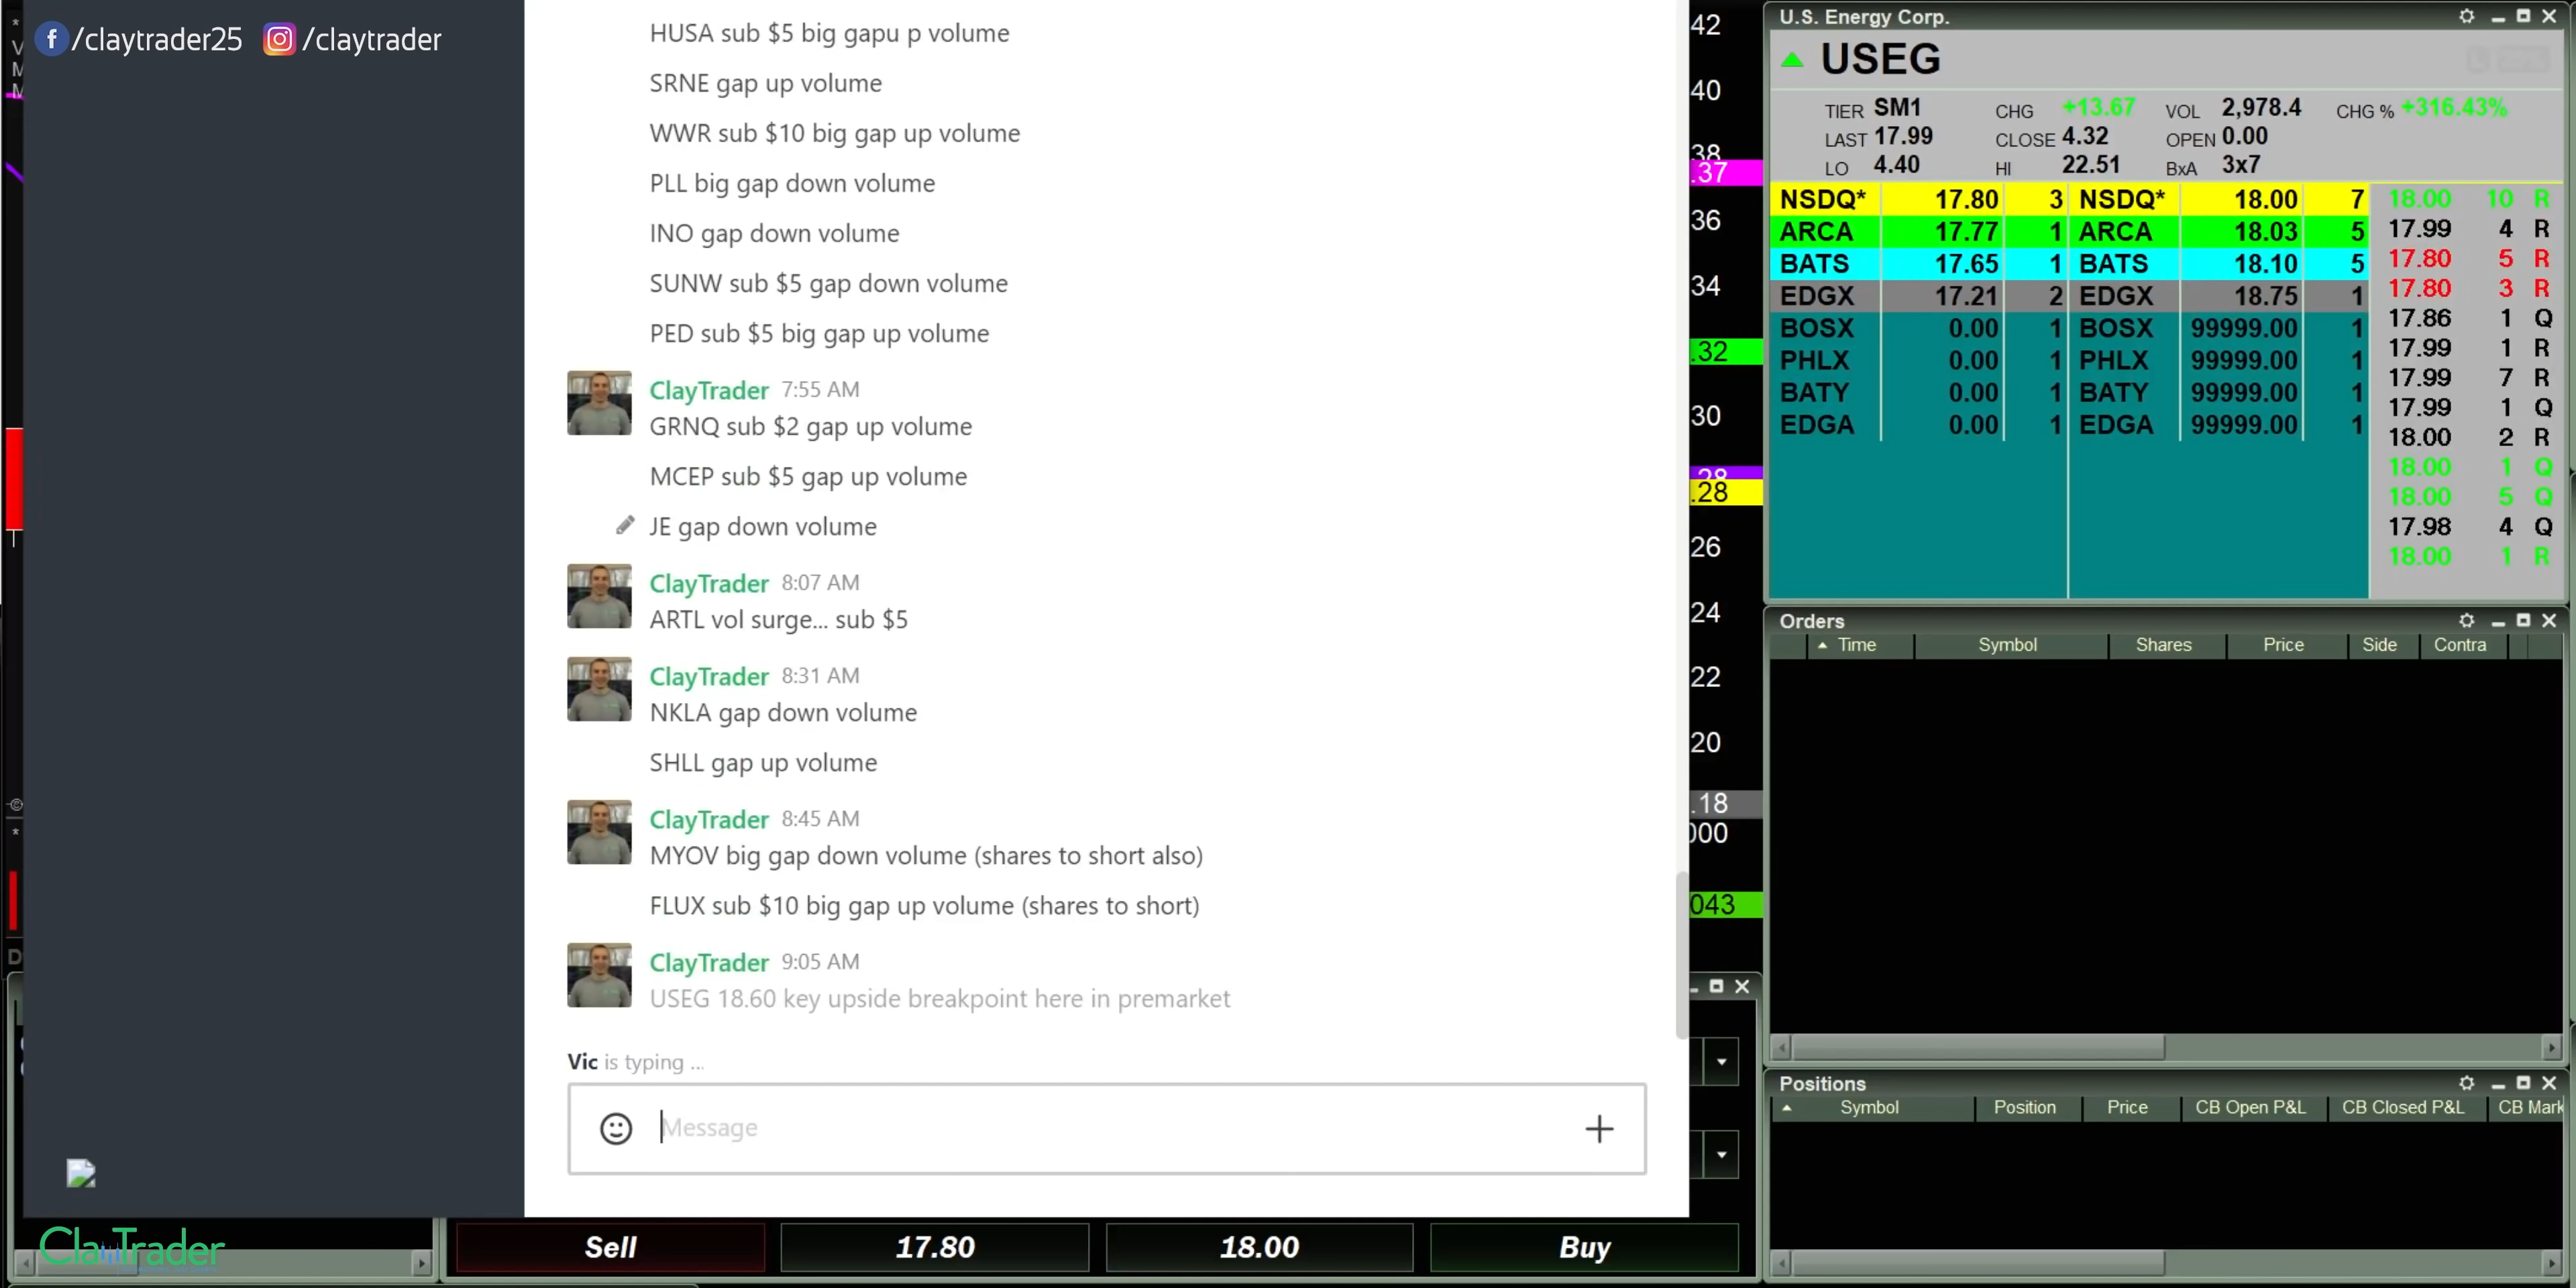 /claytrader25 /claytrader
HUSA sub $5 big gapu p volume
SRNE gap up volume
WWR sub $10 big gap up volume
PLL big gap down volume
INO gap down volume
SUNW sub $5 gap down volume
PED sub $5 big gap up volume
ClayTrader 7:55 AM
GRNQ sub $2 gap up volume
MCEP sub $5 gap up volume
JE gap down volume
ClayTrader 8:07 AM
ARTL vol surge... sub $5
ClayTrader 8:31 AM
NKLA gap down volume
SHLL gap up volume
ClayTrader 8:45 AM
MYOV big gap down volume (shares to short also)
FLUX sub $10 big gap up volume (shares to short)
ClayTrader 9:05 AM
USEG 18.60 key upside breakpoint here in premarket
Vic is typing ...
Message
ClayTrader
Sell 17.80 18.00 Buy
42
40
38
.37
36
34
.32
30
.28
.28
26
24
22
20
.18
000
043
U.S. Energy Corp.
USEG
TIER SM1 CHG +13.67 VOL 2,978.4 CHG % +316.43%
LAST 17.99 CLOSE 4.32 OPEN 0.00
LO 4.40 HI 22.51 BxA 3x7
NSDQ* 17.80 3 NSDQ* 18.00 7
ARCA 17.77 1 ARCA 18.03 5
BATS 17.65 1 BATS 18.10 5
EDGX 17.21 2 EDGX 18.75 1
BOSX 0.00 1 BOSX 99999.00 1
PHLX 0.00 1 PHLX 99999.00 1
BATY 0.00 1 BATY 99999.00 1
EDGA 0.00 1 EDGA 99999.00 1
18.00 10 R
17.99 4 R
17.80 5 R
17.80 3 R
17.86 1 Q
17.99 1 R
17.99 7 R
17.99 1 Q
18.00 2 R
18.00 1 Q
18.00 5 Q
17.98 4 Q
18.00 1 R
Orders
Time Symbol Shares Price Side Contra
Positions
Symbol Position Price CB Open P&L CB Closed P&L CB Mark